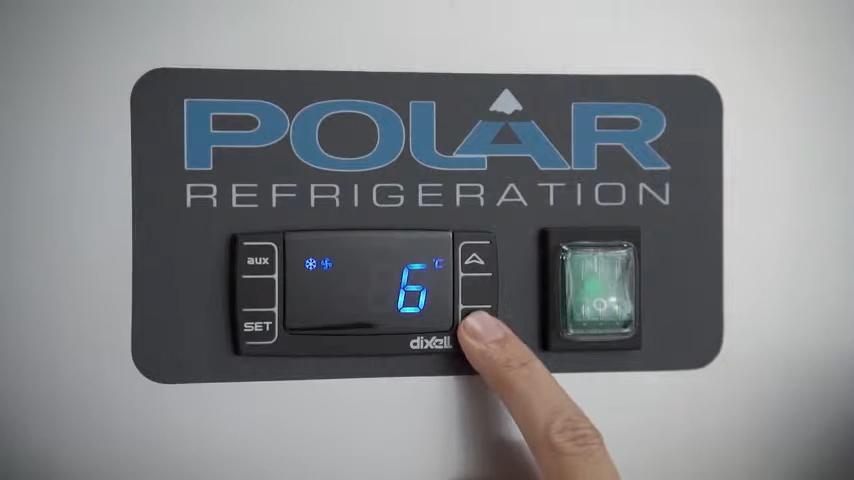 POLAR
REFRIGERATION
aux
6 °C
SET
dixell